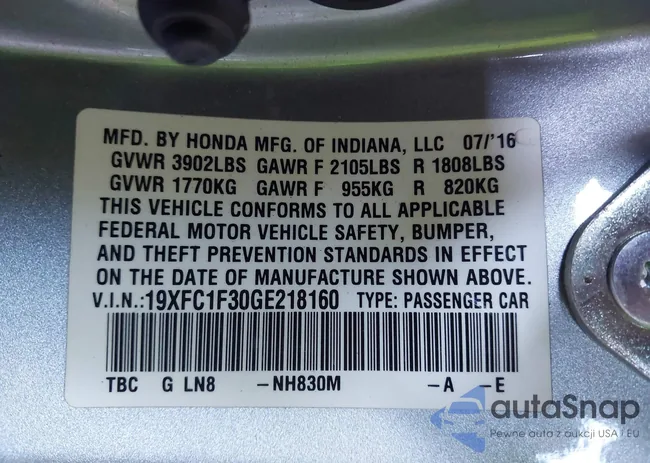 MFD. BY HONDA MFG. OF INDIANA, LLC 07/'16
GVWR 3902LBS GAWR F 2105LBS R 1808LBS
GVWR 1770KG GAWR F 955KG R 820KG
THIS VEHICLE CONFORMS TO ALL APPLICABLE
FEDERAL MOTOR VEHICLE SAFETY, BUMPER,
AND THEFT PREVENTION STANDARDS IN EFFECT
ON THE DATE OF MANUFACTURE SHOWN ABOVE.
V.I.N.:19XFC1F30GE218160 TYPE: PASSENGER CAR
TBC G LN8 -NH830M -A -E
autaSnap
Pewne auta z aukcji USA / EU